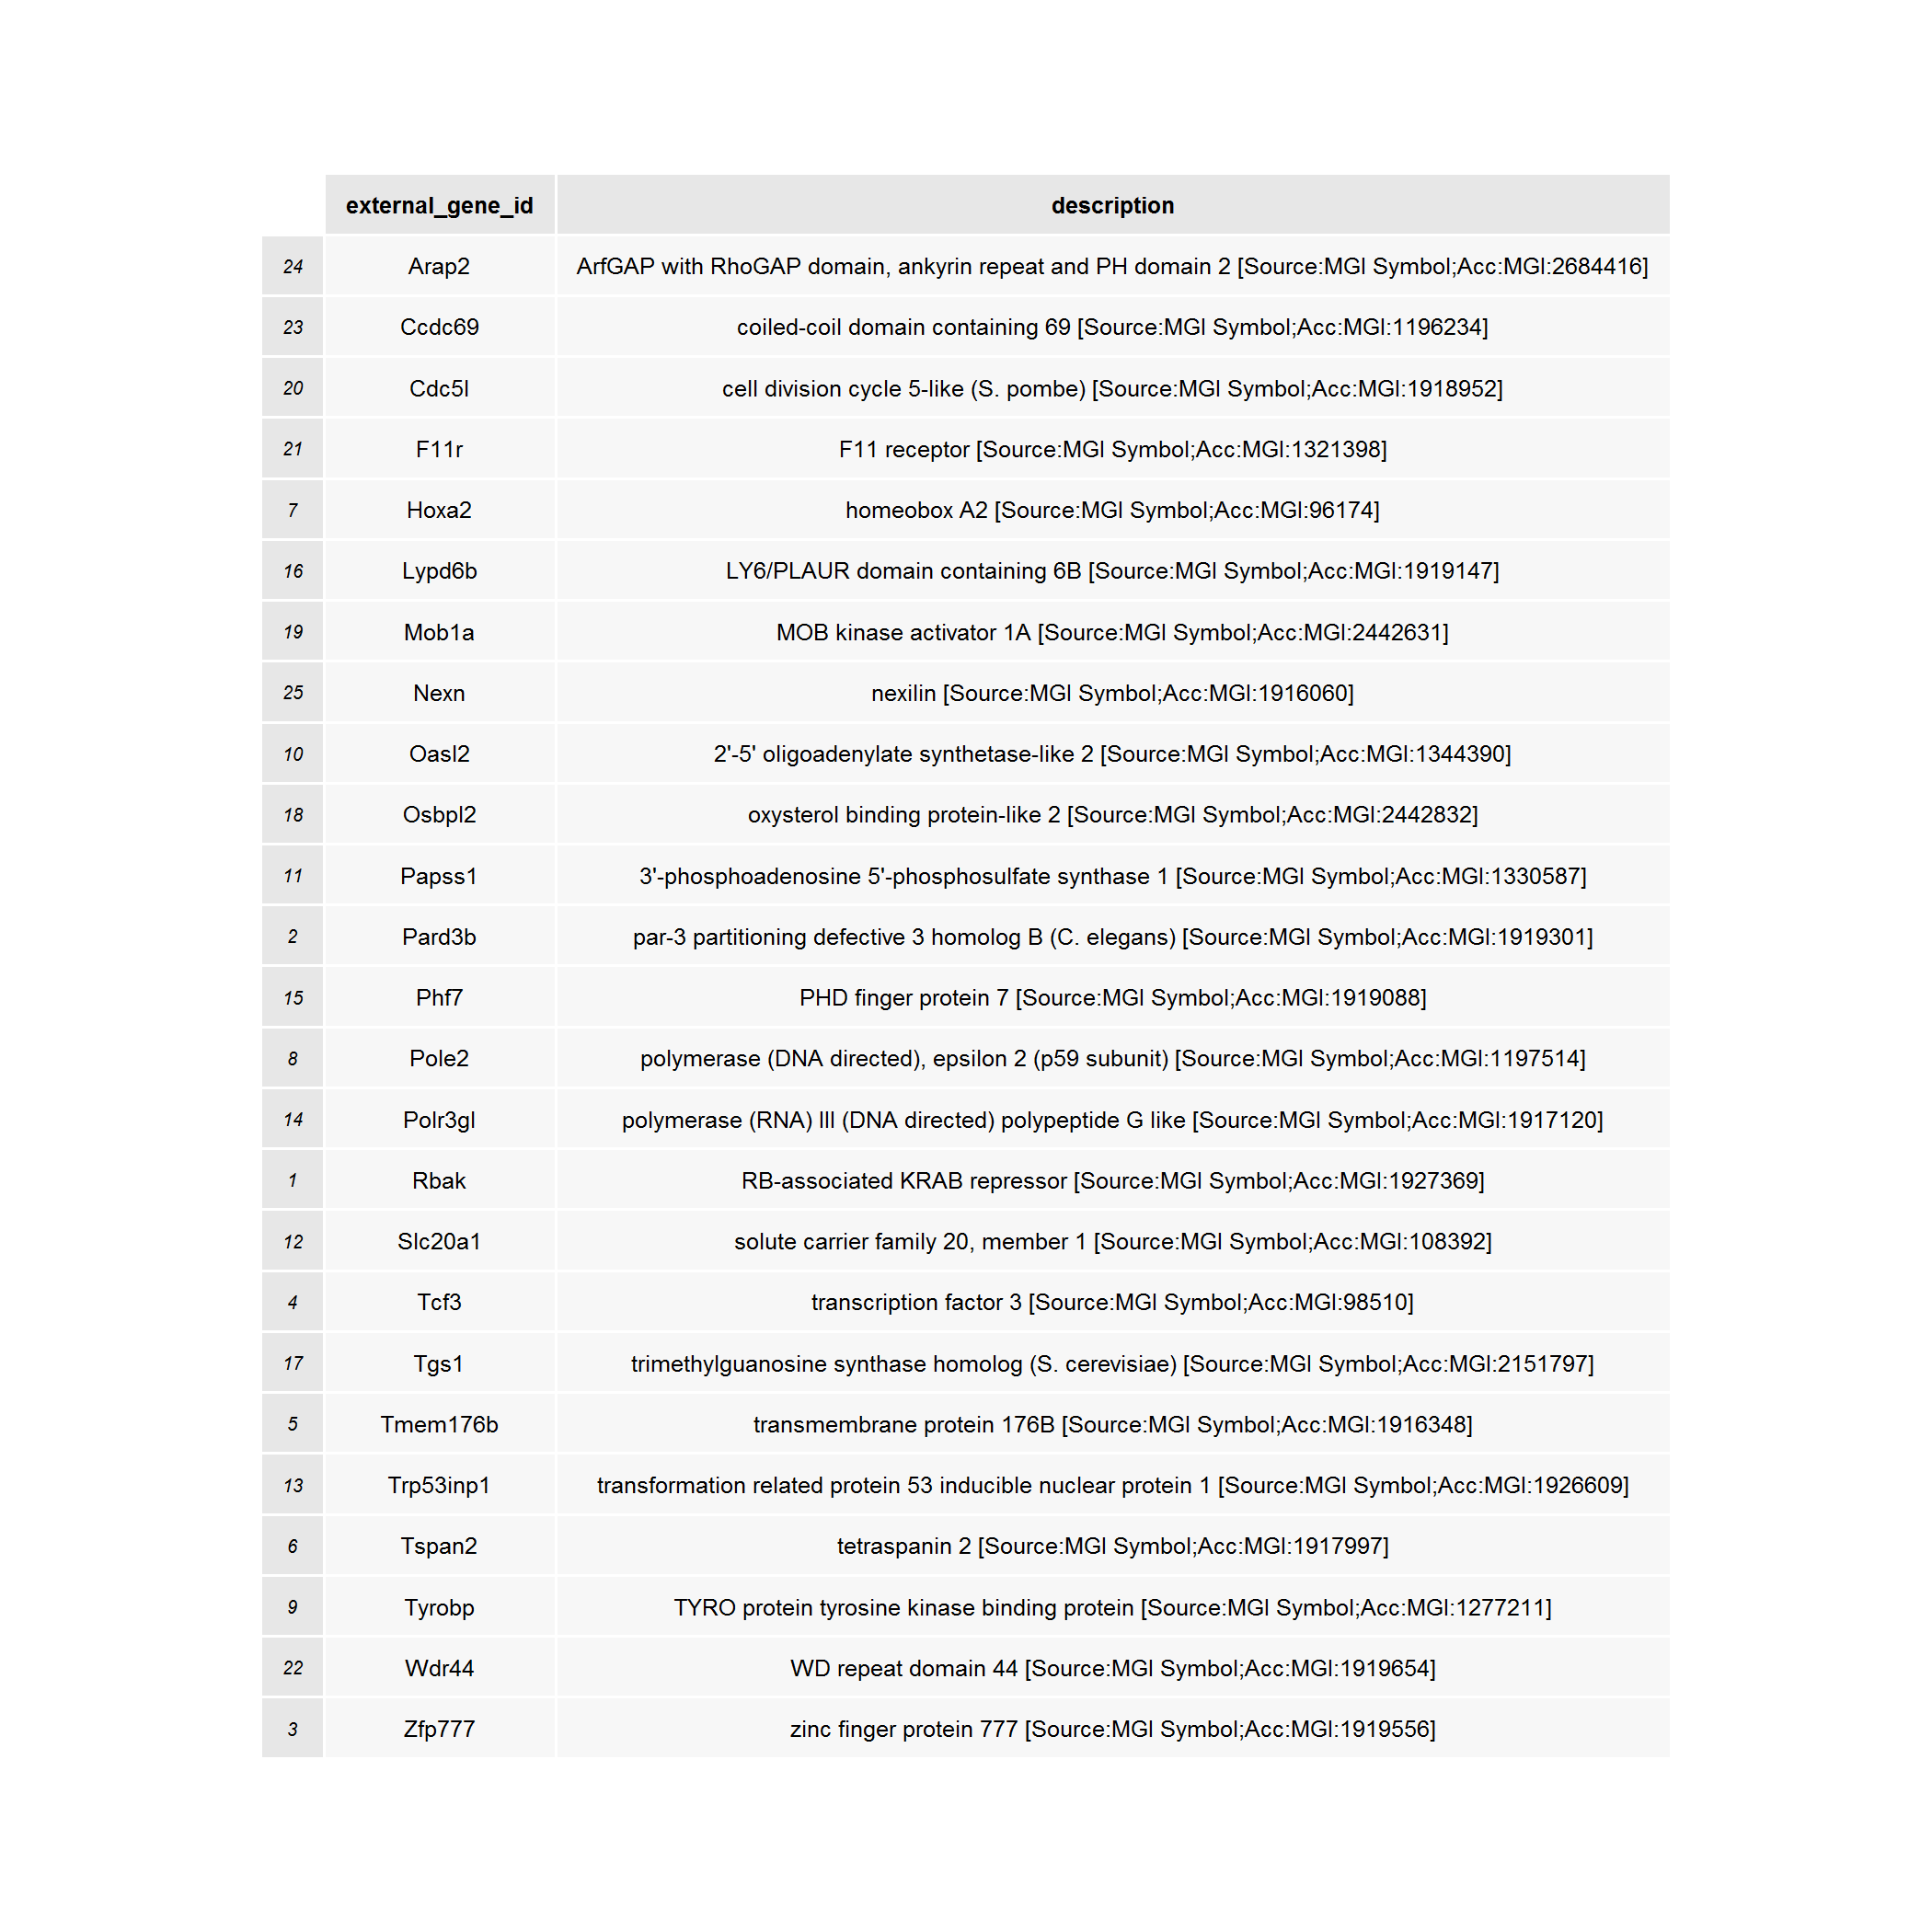 external_gene_id description
24 Arap2 ArfGAP with RhoGAP domain, ankyrin repeat and PH domain 2 [Source:MGI Symbol;Acc:MGI:2684416]
23 Ccdc69 coiled-coil domain containing 69 [Source:MGI Symbol;Acc:MGI:1196234]
20 Cdc5l cell division cycle 5-like (S. pombe) [Source:MGI Symbol;Acc:MGI:1918952]
21 F11r F11 receptor [Source:MGI Symbol;Acc:MGI:1321398]
7 Hoxa2 homeobox A2 [Source:MGI Symbol;Acc:MGI:96174]
16 Lypd6b LY6/PLAUR domain containing 6B [Source:MGI Symbol;Acc:MGI:1919147]
19 Mob1a MOB kinase activator 1A [Source:MGI Symbol;Acc:MGI:2442631]
25 Nexn nexilin [Source:MGI Symbol;Acc:MGI:1916060]
10 Oasl2 2'-5' oligoadenylate synthetase-like 2 [Source:MGI Symbol;Acc:MGI:1344390]
18 Osbpl2 oxysterol binding protein-like 2 [Source:MGI Symbol;Acc:MGI:2442832]
11 Papss1 3'-phosphoadenosine 5'-phosphosulfate synthase 1 [Source:MGI Symbol;Acc:MGI:1330587]
2 Pard3b par-3 partitioning defective 3 homolog B (C. elegans) [Source:MGI Symbol;Acc:MGI:1919301]
15 Phf7 PHD finger protein 7 [Source:MGI Symbol;Acc:MGI:1919088]
8 Pole2 polymerase (DNA directed), epsilon 2 (p59 subunit) [Source:MGI Symbol;Acc:MGI:1197514]
14 Polr3gl polymerase (RNA) III (DNA directed) polypeptide G like [Source:MGI Symbol;Acc:MGI:1917120]
1 Rbak RB-associated KRAB repressor [Source:MGI Symbol;Acc:MGI:1927369]
12 Slc20a1 solute carrier family 20, member 1 [Source:MGI Symbol;Acc:MGI:108392]
4 Tcf3 transcription factor 3 [Source:MGI Symbol;Acc:MGI:98510]
17 Tgs1 trimethylguanosine synthase homolog (S. cerevisiae) [Source:MGI Symbol;Acc:MGI:2151797]
5 Tmem176b transmembrane protein 176B [Source:MGI Symbol;Acc:MGI:1916348]
13 Trp53inp1 transformation related protein 53 inducible nuclear protein 1 [Source:MGI Symbol;Acc:MGI:1926609]
6 Tspan2 tetraspanin 2 [Source:MGI Symbol;Acc:MGI:1917997]
9 Tyrobp TYRO protein tyrosine kinase binding protein [Source:MGI Symbol;Acc:MGI:1277211]
22 Wdr44 WD repeat domain 44 [Source:MGI Symbol;Acc:MGI:1919654]
3 Zfp777 zinc finger protein 777 [Source:MGI Symbol;Acc:MGI:1919556]